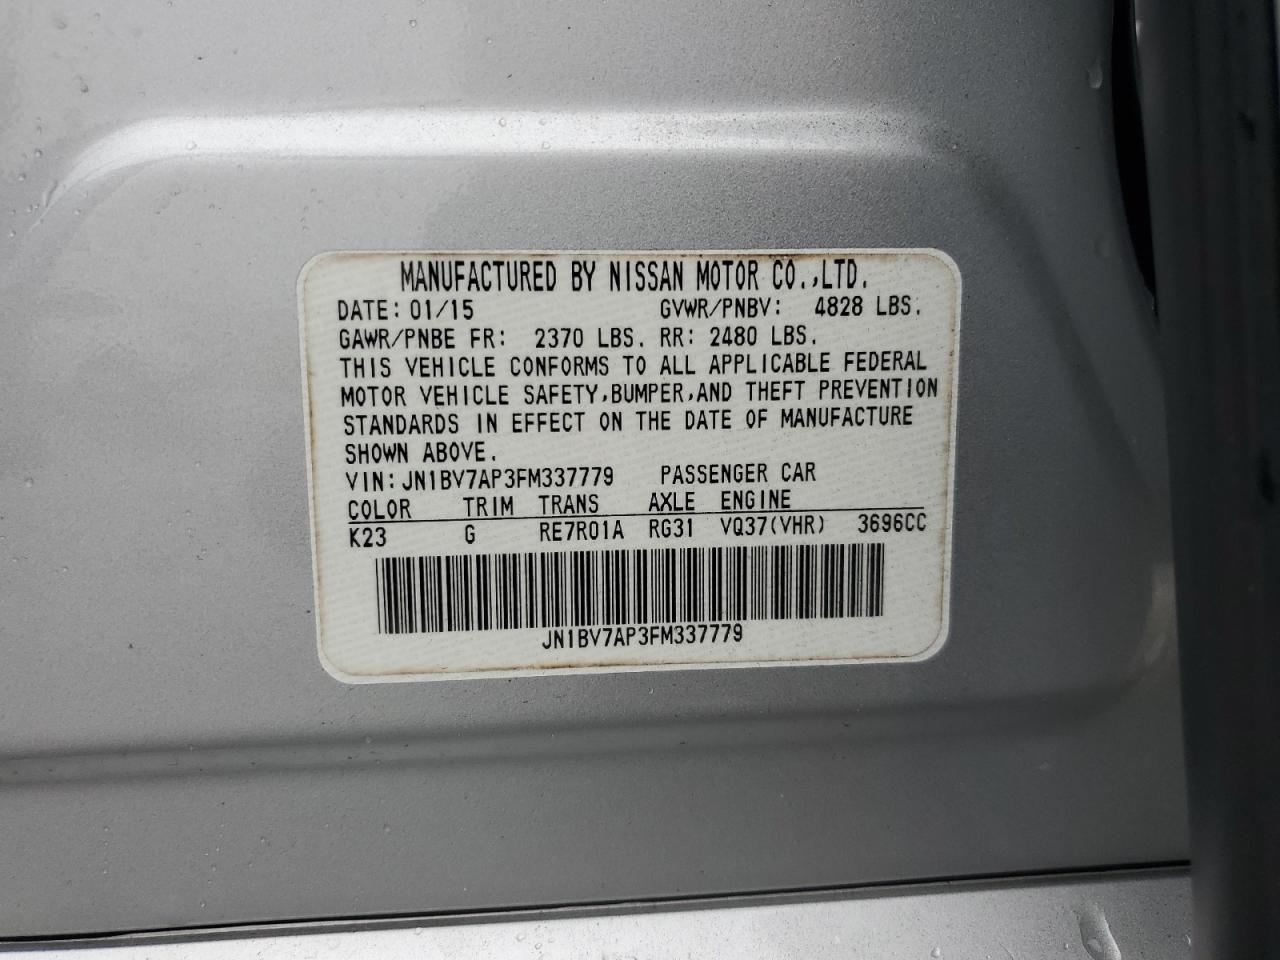 MANUFACTURED BY NISSAN MOTOR CO.,LTD.
DATE: 01/15 GVWR/PNBV: 4828 LBS.
GAWR/PNBE FR: 2370 LBS. RR: 2480 LBS.
THIS VEHICLE CONFORMS TO ALL APPLICABLE FEDERAL
MOTOR VEHICLE SAFETY,BUMPER,AND THEFT PREVENTION
STANDARDS IN EFFECT ON THE DATE OF MANUFACTURE
SHOWN ABOVE.
VIN: JN1BV7AP3FM337779 PASSENGER CAR
COLOR TRIM TRANS AXLE ENGINE
K23 G RE7R01A RG31 VQ37(VHR) 3696CC
JN1BV7AP3FM337779